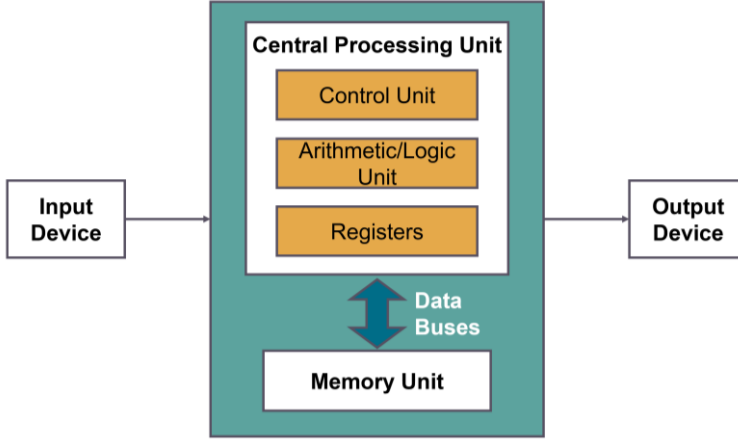 Central Processing Unit
Control Unit
Arithmetic/Logic
Unit
Registers
Input
Device
Output
Device
Data
Buses
Memory Unit